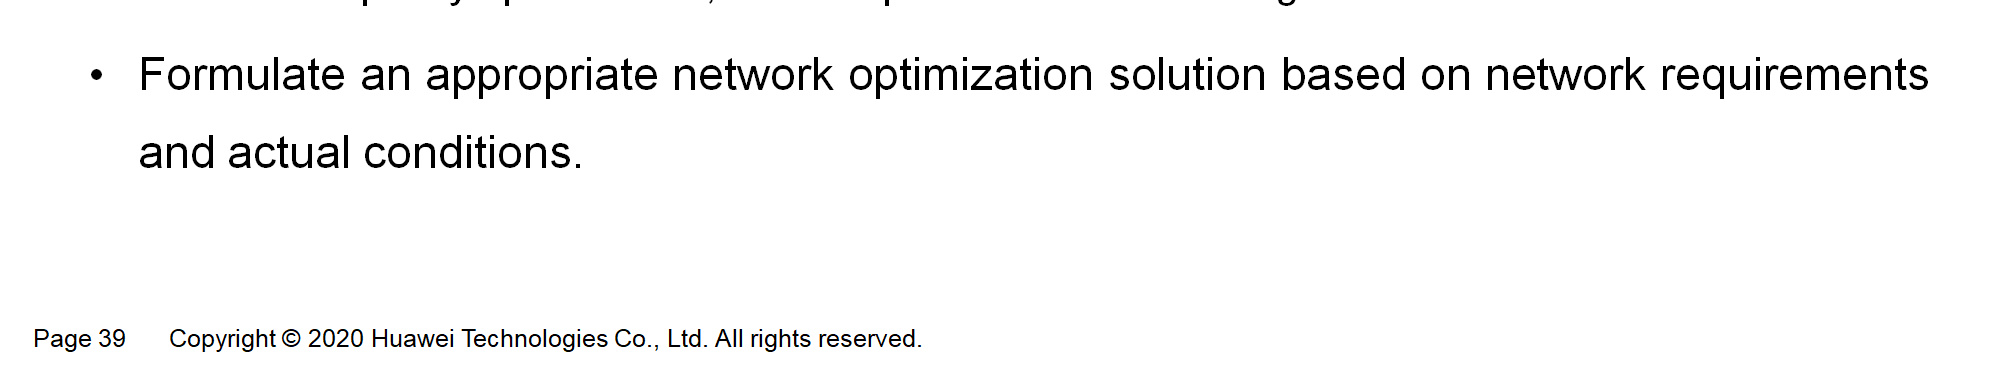 • Formulate an appropriate network optimization solution based on network requirements
and actual conditions.
Page 39 Copyright © 2020 Huawei Technologies Co., Ltd. All rights reserved.